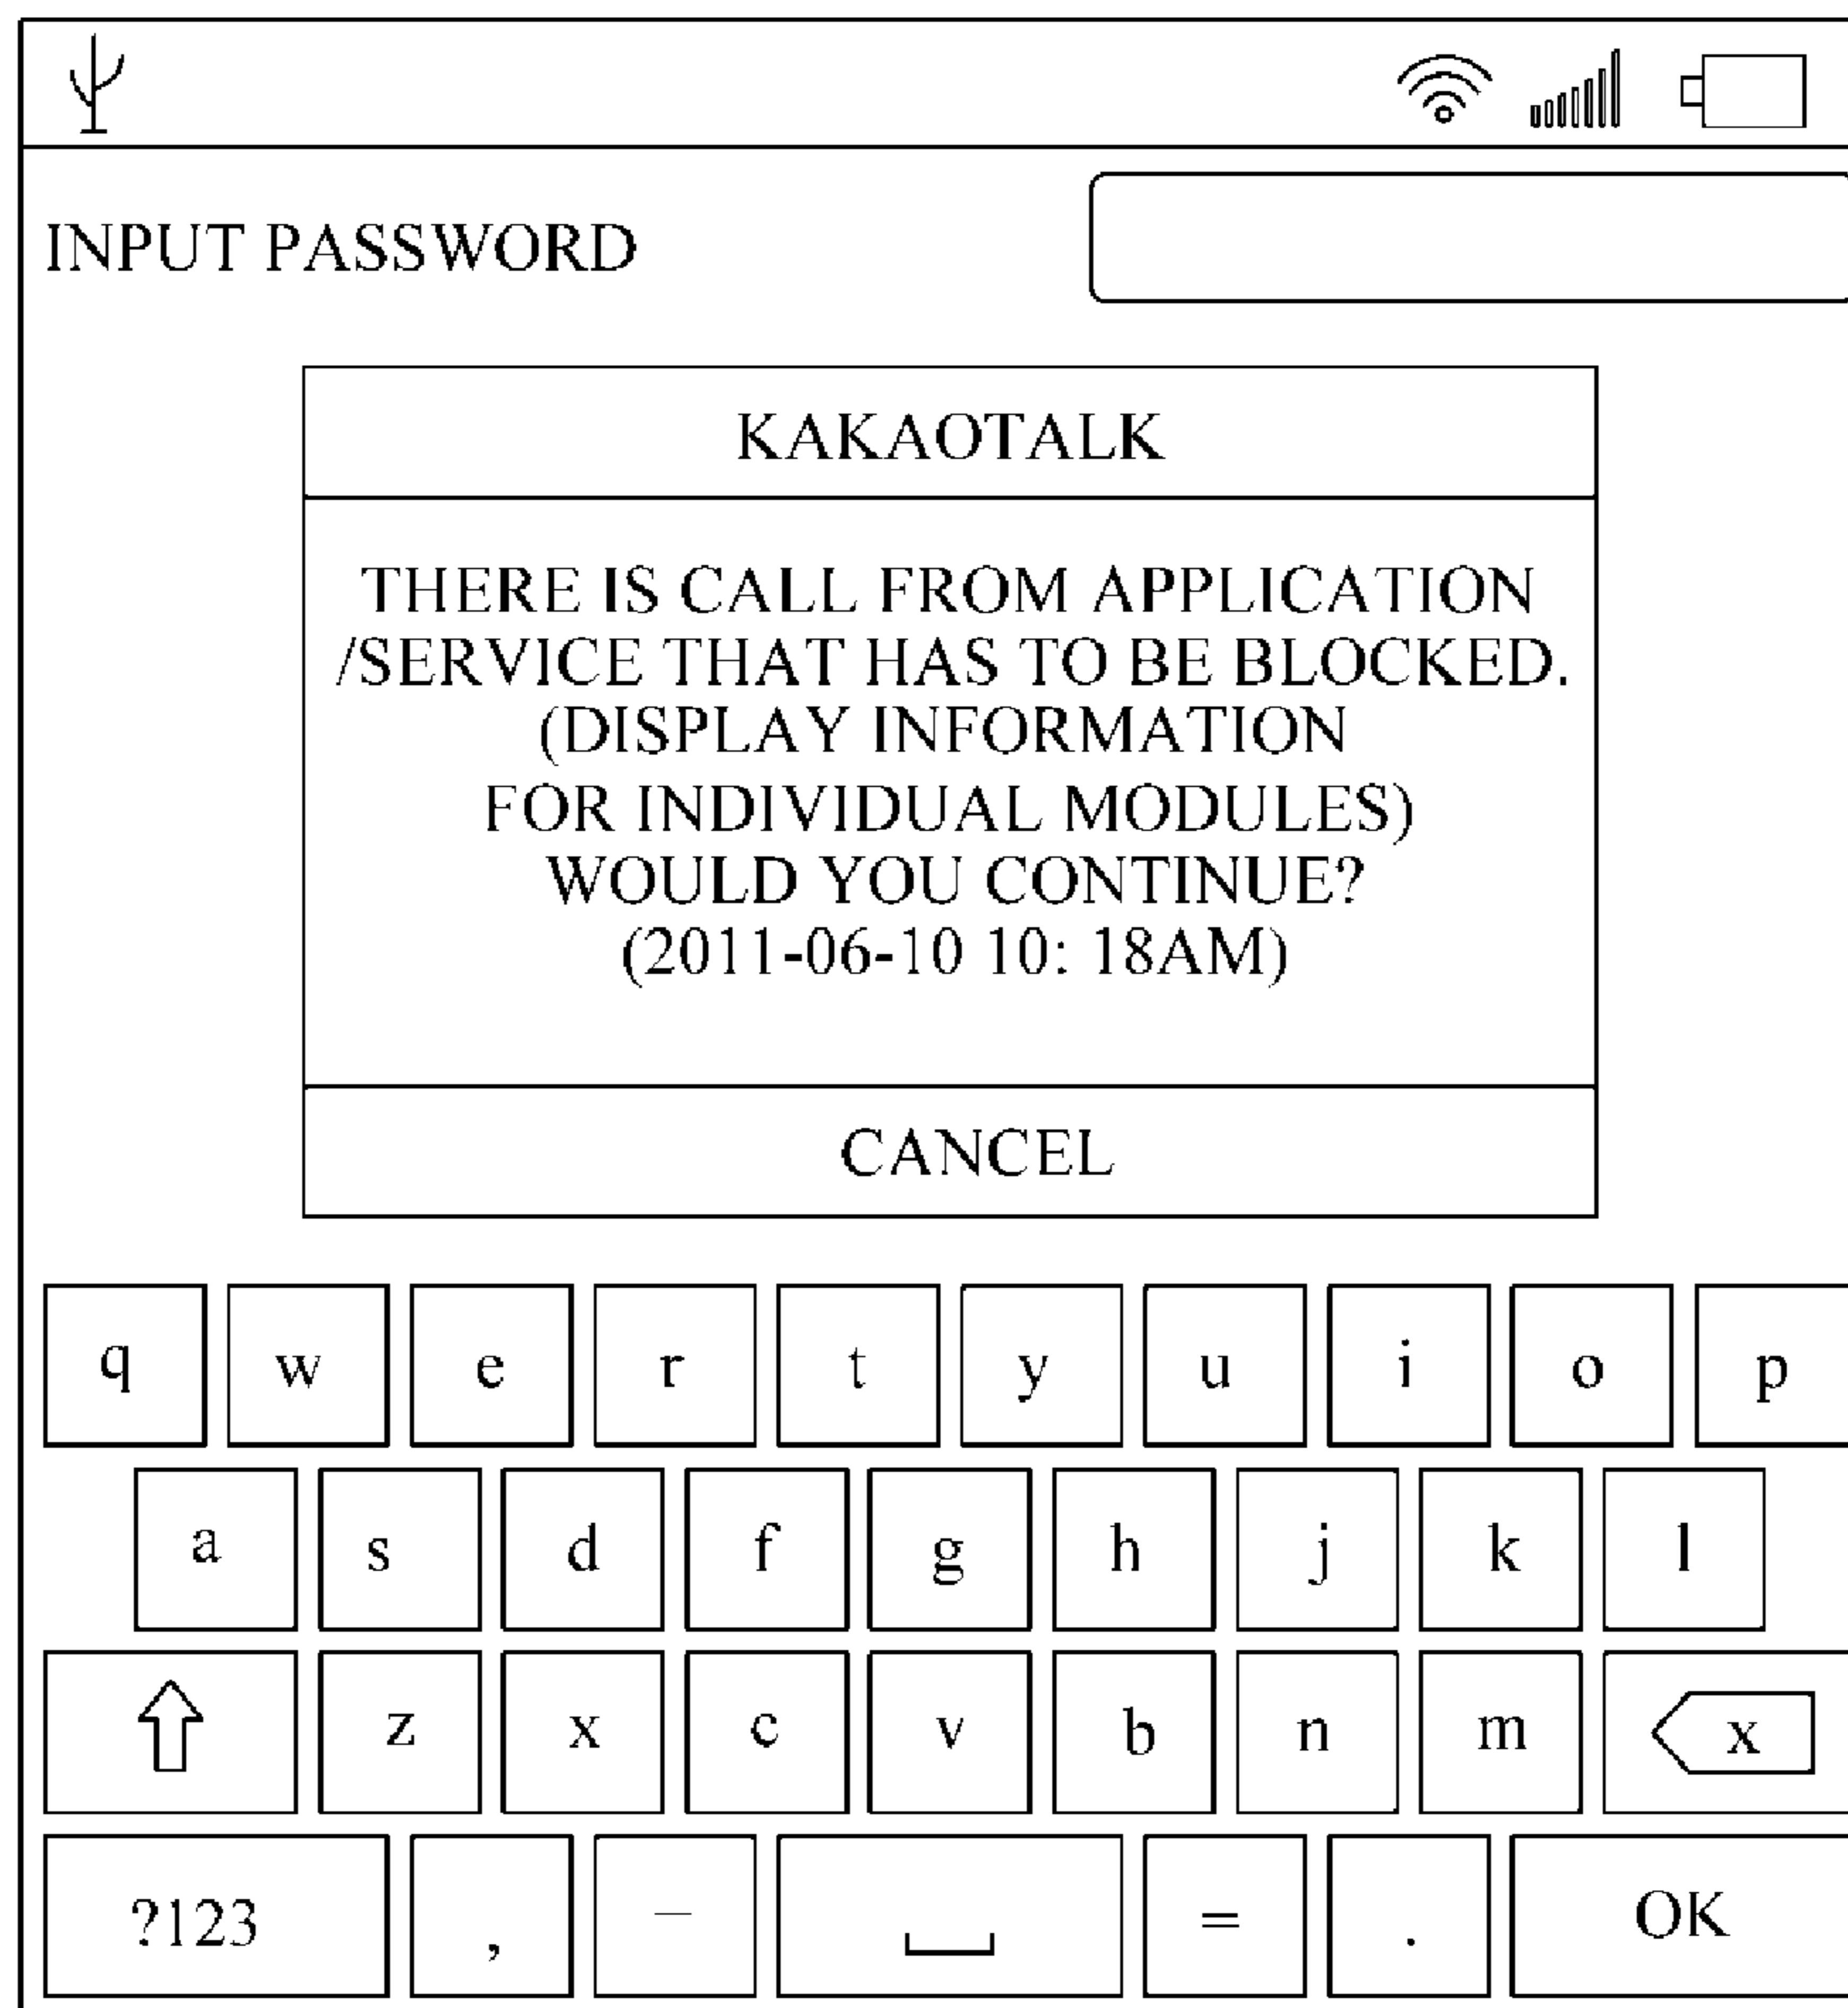 INPUT PASSWORD
KAKAOTALK
THERE IS CALL FROM APPLICATION
/SERVICE THAT HAS TO BE BLOCKED.
(DISPLAY INFORMATION
FOR INDIVIDUAL MODULES)
WOULD YOU CONTINUE?
(2011-06-10 10: 18AM)
CANCEL
q w e r t y u i o p
a s d f g h j k l
z x c v b n m x
?123 , – = . OK